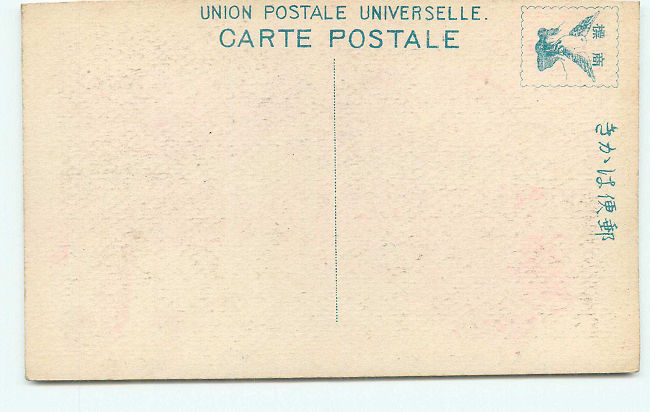 UNION POSTALE UNIVERSELLE.
CARTE POSTALE
商標
郵便はかき